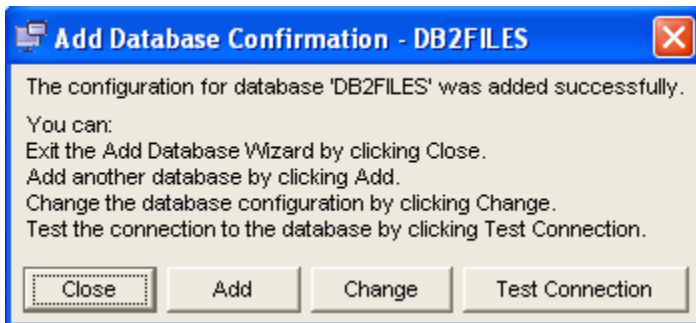 Add Database Confirmation - DB2FILES
The configuration for database 'DB2FILES' was added successfully.
You can:
Exit the Add Database Wizard by clicking Close.
Add another database by clicking Add.
Change the database configuration by clicking Change.
Test the connection to the database by clicking Test Connection.
Close Add Change Test Connection